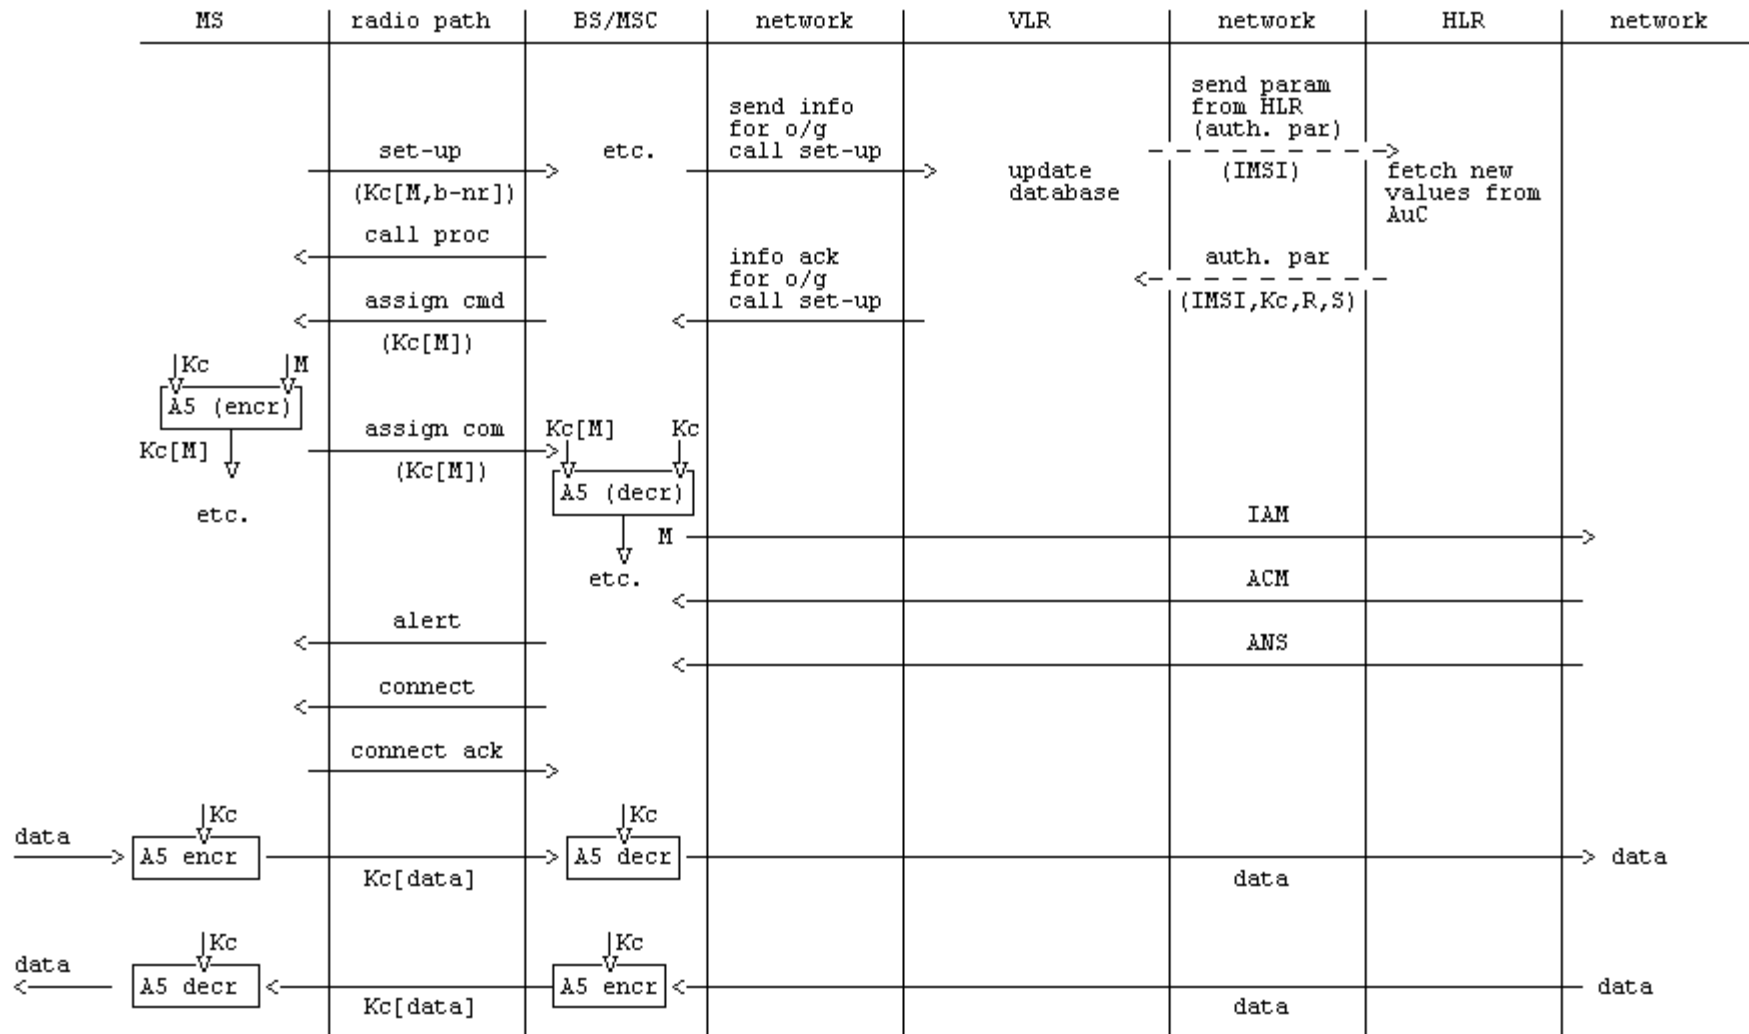 MS radio path BS/MSC network VLR network HLR network
send param
from HLR
(auth. par)
send info
for o/g
call set-up
set-up
etc.
(Kc[M,b-nr])
update
database
(IMSI)
fetch new
values from
AuC
call proc
info ack
for o/g
call set-up
auth. par
(IMSI,Kc,R,S)
assign cmd
(Kc[M])
Kc M
A5 (encr)
Kc[M]
etc.
assign com
(Kc[M])
Kc[M] Kc
A5 (decr)
M
etc.
IAM
ACM
alert
ANS
connect
connect ack
Kc Kc
data
A5 encr A5 decr data
Kc[data] data
Kc Kc
data
A5 decr A5 encr data
Kc[data] data